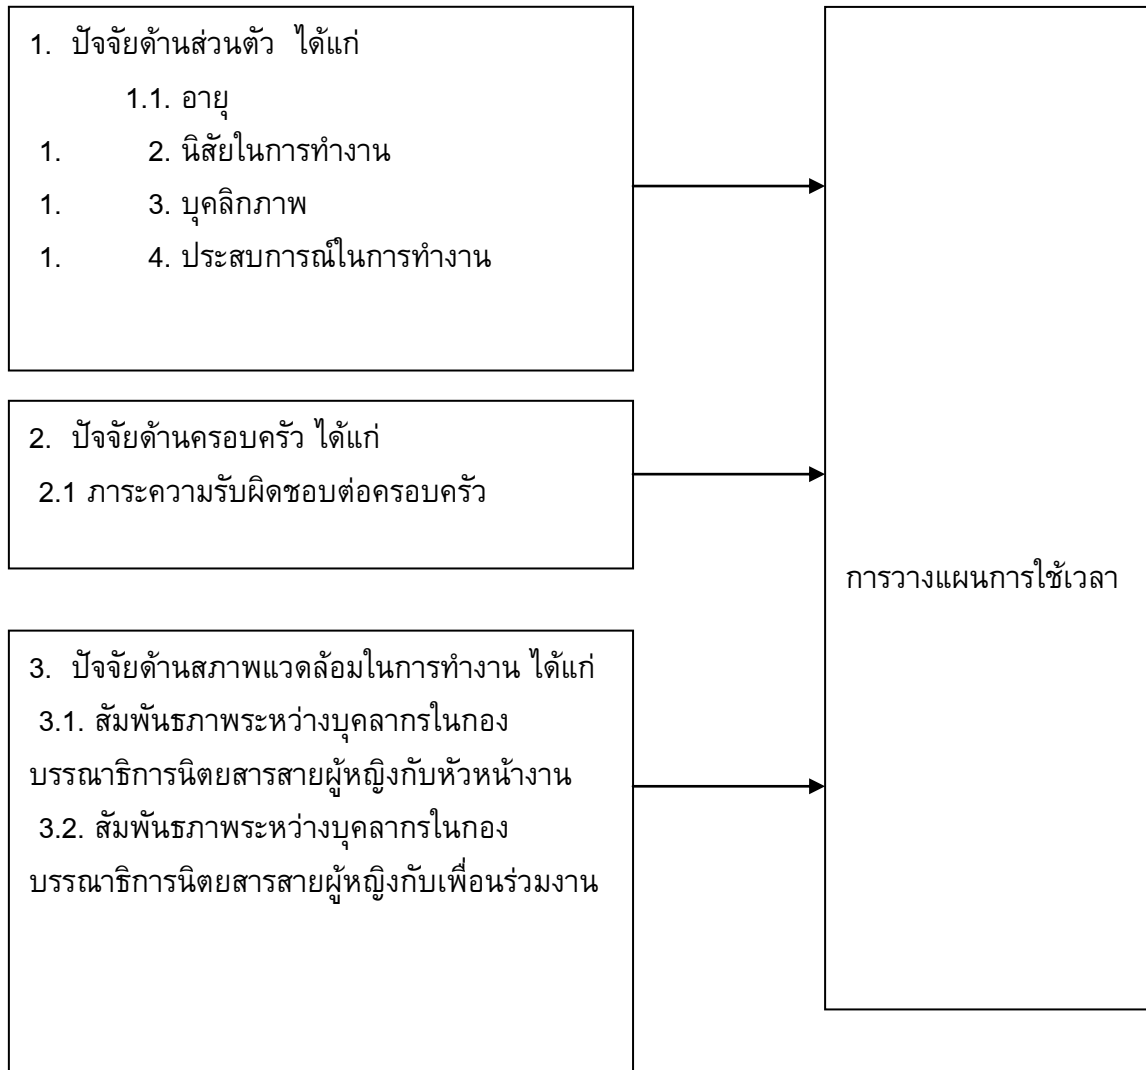 1. ปัจจัยด้านส่วนตัว ได้แก่
1.1. อายุ
1. 2. นิสัยในการทำงาน
1. 3. บุคลิกภาพ
1. 4. ประสบการณ์ในการทำงาน
2. ปัจจัยด้านครอบครัว ได้แก่
2.1 ภาระความรับผิดชอบต่อครอบครัว
3. ปัจจัยด้านสภาพแวดล้อมในการทำงาน ได้แก่
3.1. สัมพันธภาพระหว่างบุคลากรในกอง
บรรณาธิการนิตยสารสายผู้หญิงกับหัวหน้างาน
3.2. สัมพันธภาพระหว่างบุคลากรในกอง
บรรณาธิการนิตยสารสายผู้หญิงกับเพื่อนร่วมงาน
การวางแผนการใช้เวลา